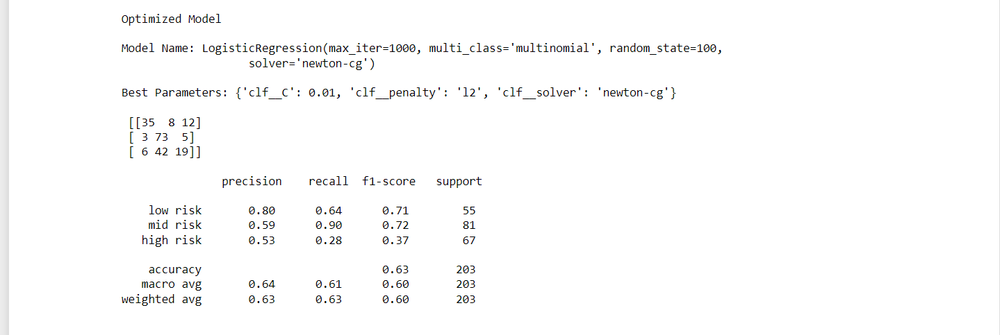 Optimized Model
Model Name: LogisticRegression(max_iter=1000, multi_class='multinomial', random_state=100,
solver='newton-cg')
Best Parameters: {'clf__C': 0.01, 'clf__penalty': 'l2', 'clf__solver': 'newton-cg'}
[[35  8 12]
[ 3 73  5]
[ 6 42 19]]
precision recall f1-score support
low risk 0.80 0.64 0.71 55
mid risk 0.59 0.90 0.72 81
high risk 0.53 0.28 0.37 67
accuracy 0.63 203
macro avg 0.64 0.61 0.60 203
weighted avg 0.63 0.63 0.60 203